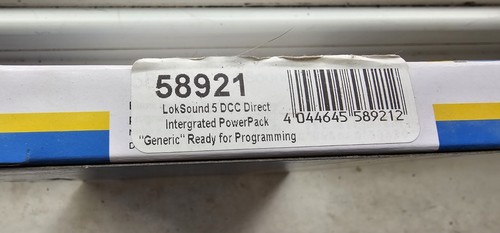 58921
LokSound 5 DCC Direct
Intergrated PowerPack
"Generic" Ready for Programming
4 044645 589212